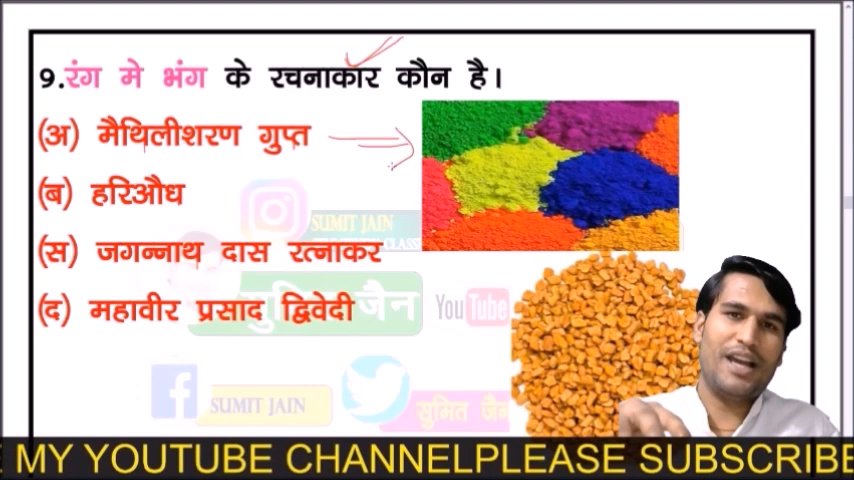 9.रंग मे भंग के रचनाकार कौन है।
(अ) मैथिलीशरण गुप्त
(ब) हरिऔध
SUMIT JAIN
(स) जगन्नाथ दास रत्नाकर
(द) महावीर प्रसाद द्विवेदी
सुमित जैन
YouTube
SUMIT JAIN
सुमित जैन
MY YOUTUBE CHANNELPLEASE SUBSCRIBE